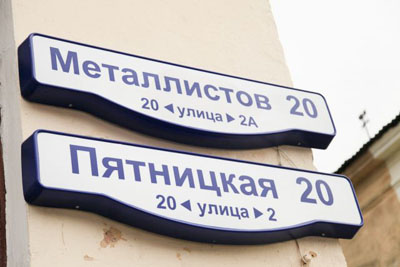 Металлистов 20
20 ◄ улица ► 2А
Пятницкая 20
20 ◄ улица ► 2